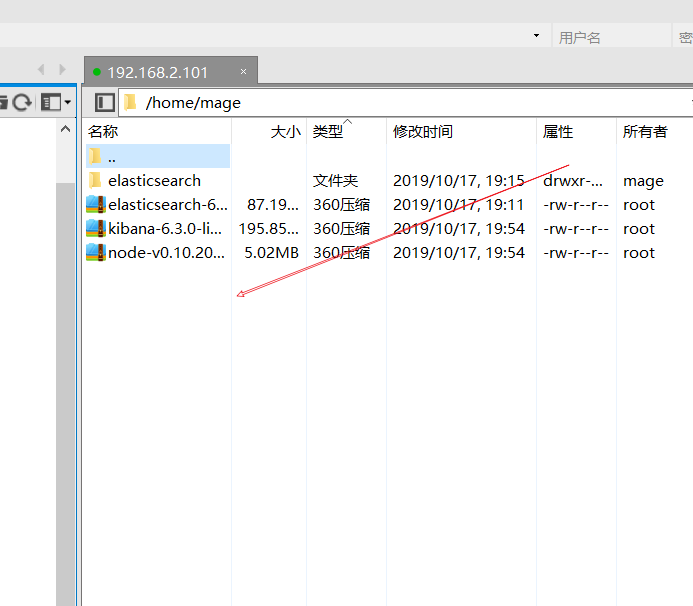 用户名 密
192.168.2.101 ×
/home/mage
名称 大小 类型 修改时间 属性 所有者
..
elasticsearch 文件夹 2019/10/17, 19:15 drwxr-... mage
elasticsearch-6... 87.19... 360压缩 2019/10/17, 19:11 -rw-r--r-- root
kibana-6.3.0-li... 195.85... 360压缩 2019/10/17, 19:54 -rw-r--r-- root
node-v0.10.20... 5.02MB 360压缩 2019/10/17, 19:54 -rw-r--r-- root